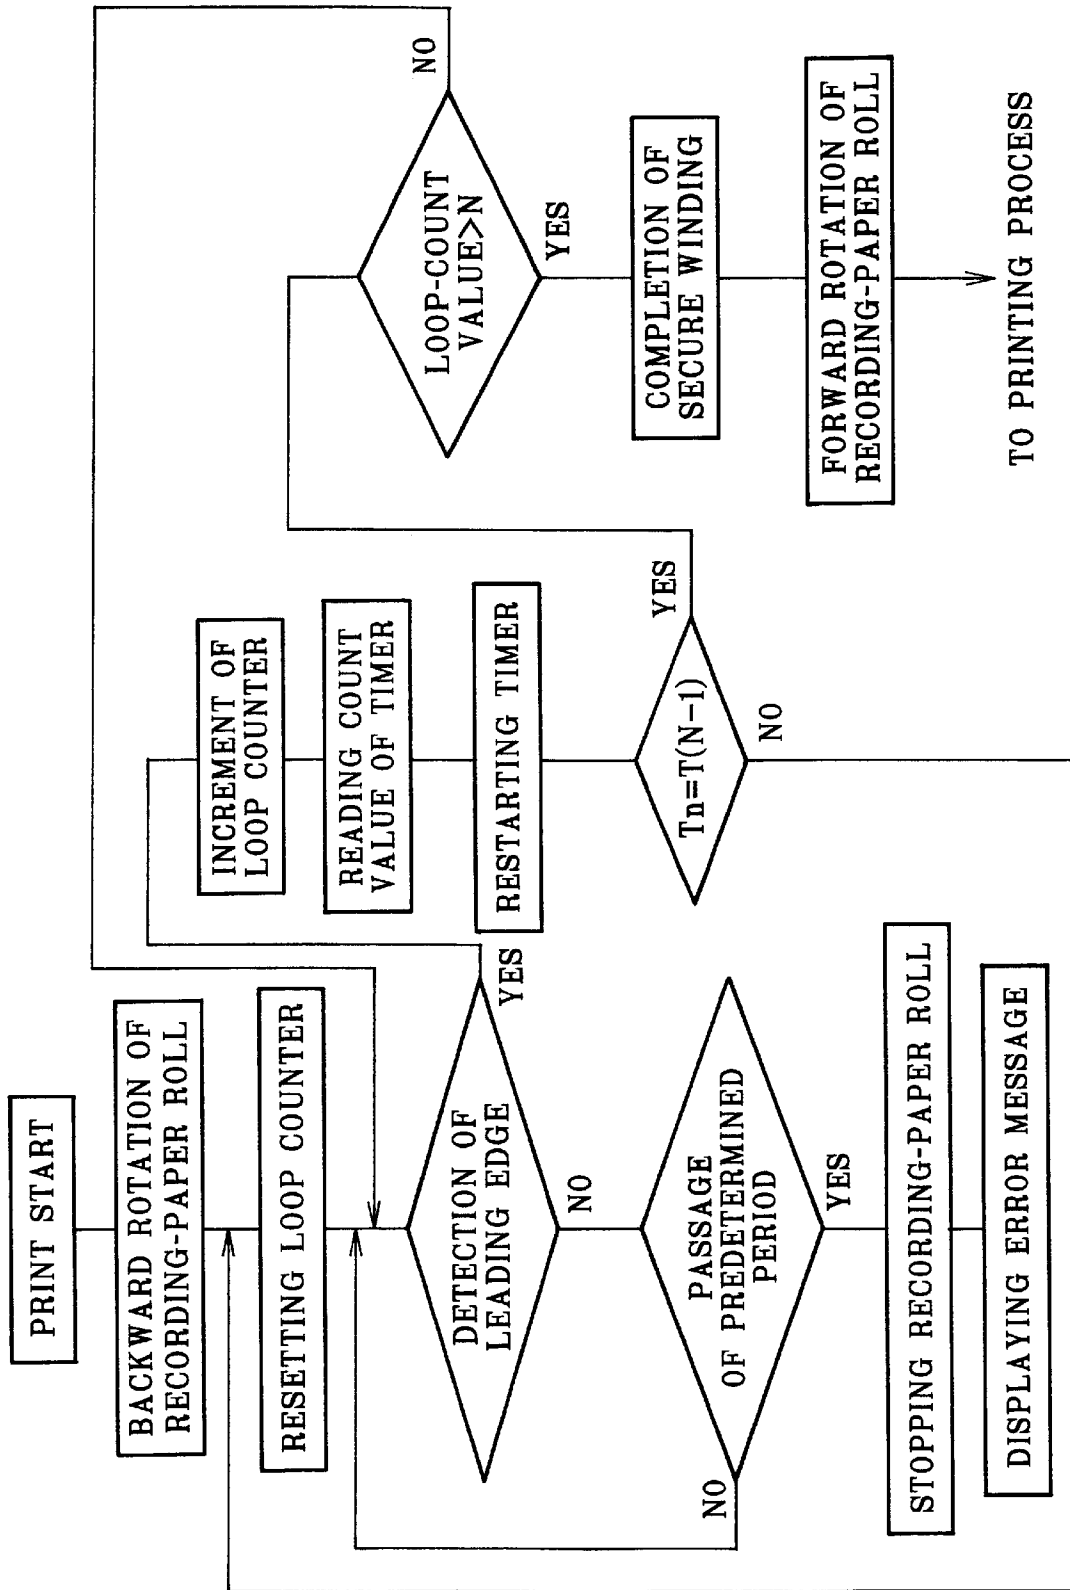 PRINT START
BACKWARD ROTATION OF
RECORDING-PAPER ROLL
RESETTING LOOP COUNTER
DETECTION OF
LEADING EDGE
YES
NO
PASSAGE
OF PREDETERMINED
PERIOD
NO
YES
STOPPING RECORDING-PAPER ROLL
DISPLAYING ERROR MESSAGE
INCREMENT OF
LOOP COUNTER
READING COUNT
VALUE OF TIMER
RESTARTING TIMER
Tn=T(N-1)
YES
NO
LOOP-COUNT
VALUE>N
NO
YES
COMPLETION OF
SECURE WINDING
FORWARD ROTATION OF
RECORDING-PAPER ROLL
TO PRINTING PROCESS